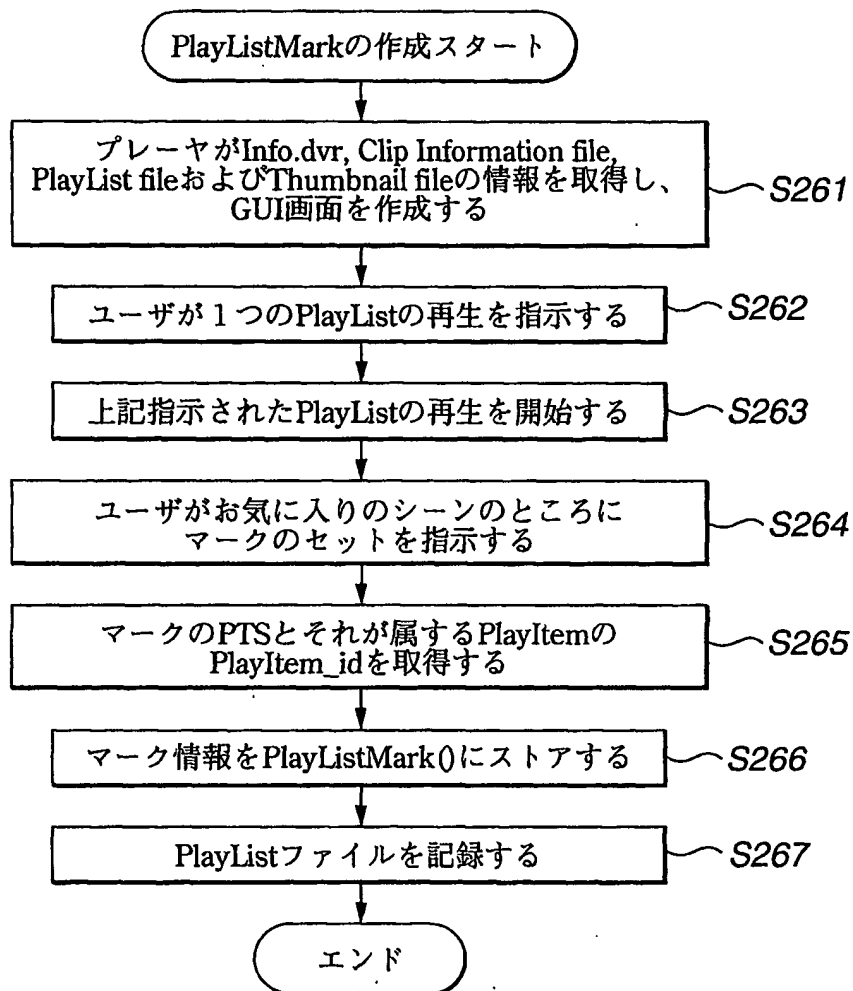 PlayListMarkの作成スタート
プレーヤがInfo.dvr, Clip Information file,
PlayList fileおよびThumbnail fileの情報を取得し、
GUI画面を作成する
S261
ユーザが１つのPlayListの再生を指示する
S262
上記指示されたPlayListの再生を開始する
S263
ユーザがお気に入りのシーンのところに
マークのセットを指示する
S264
マークのPTSとそれが属するPlayItemの
PlayItem_idを取得する
S265
マーク情報をPlayListMark()にストアする
S266
PlayListファイルを記録する
S267
エンド